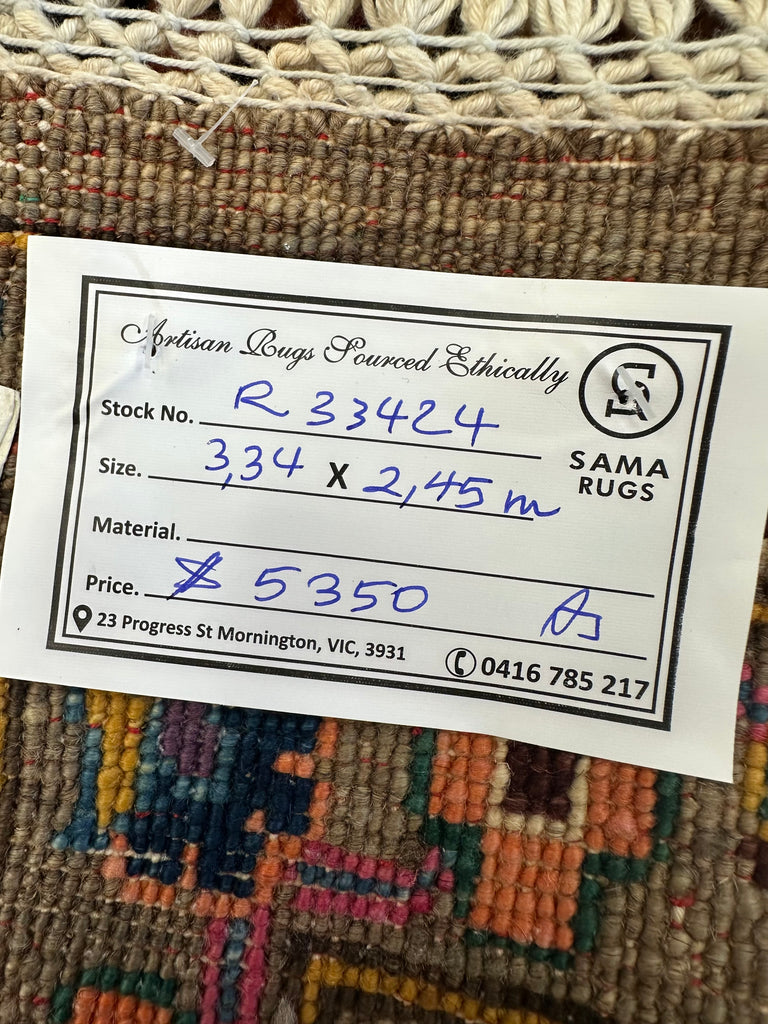 Artisan Rugs Sourced Ethically
Stock No. R 33424
SAMA
RUGS
Size. 3,34 X 2,45 m
Material.
Price. $ 5350
23 Progress St Mornington, VIC, 3931
0416 785 217